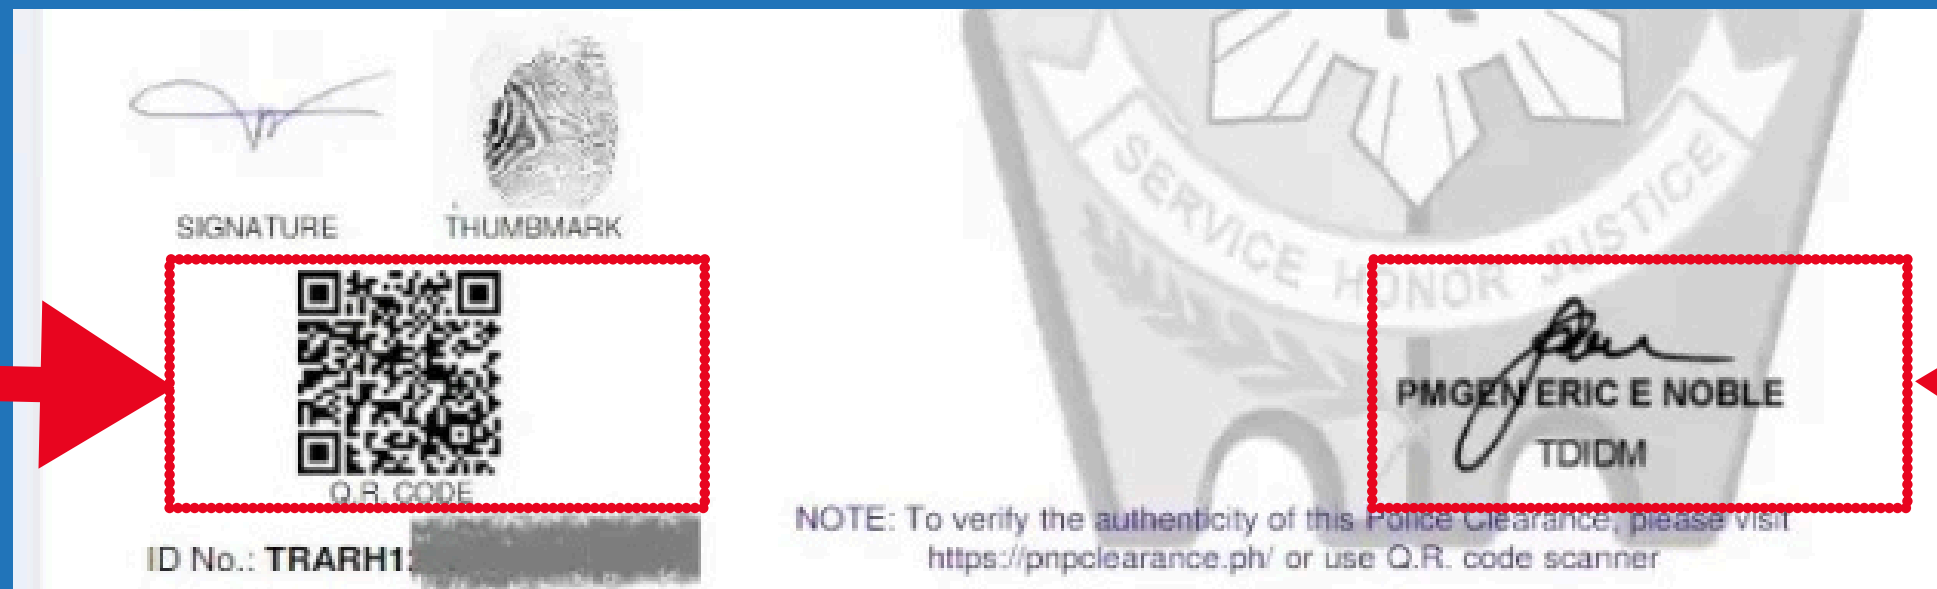 SERVICE HONOR JUSTICE
SIGNATURE
THUMBMARK
PMGEN ERIC E NOBLE
TDIDM
Q.R. CODE
NOTE: To verify the authenticity of this Police Clearance, please visit
https://pnpclearance.ph/ or use Q.R. code scanner
ID No.: TRARH1